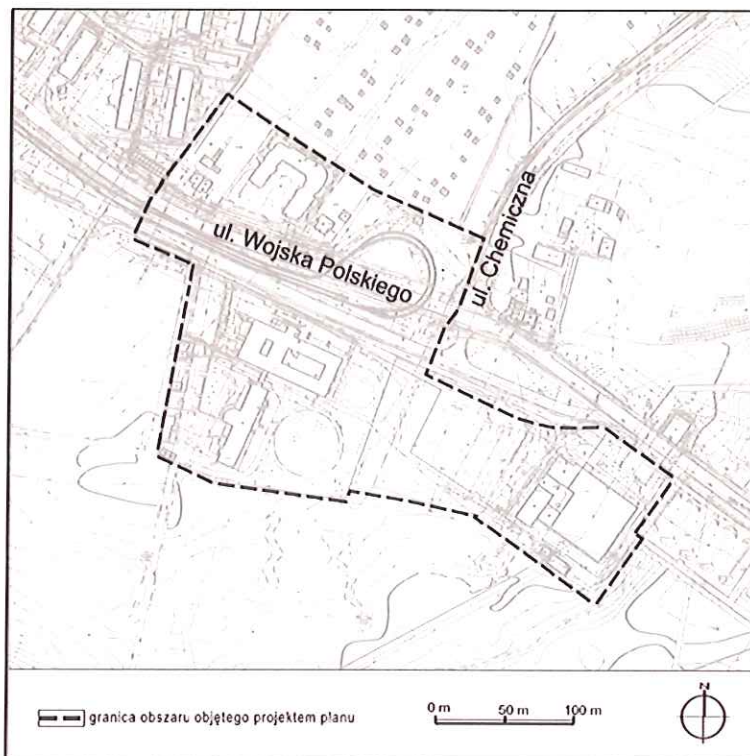 ul. Wojska Polskiego
ul. Chemiczna
granica obszaru objętego projektem planu
0 m 50 m 100 m
N